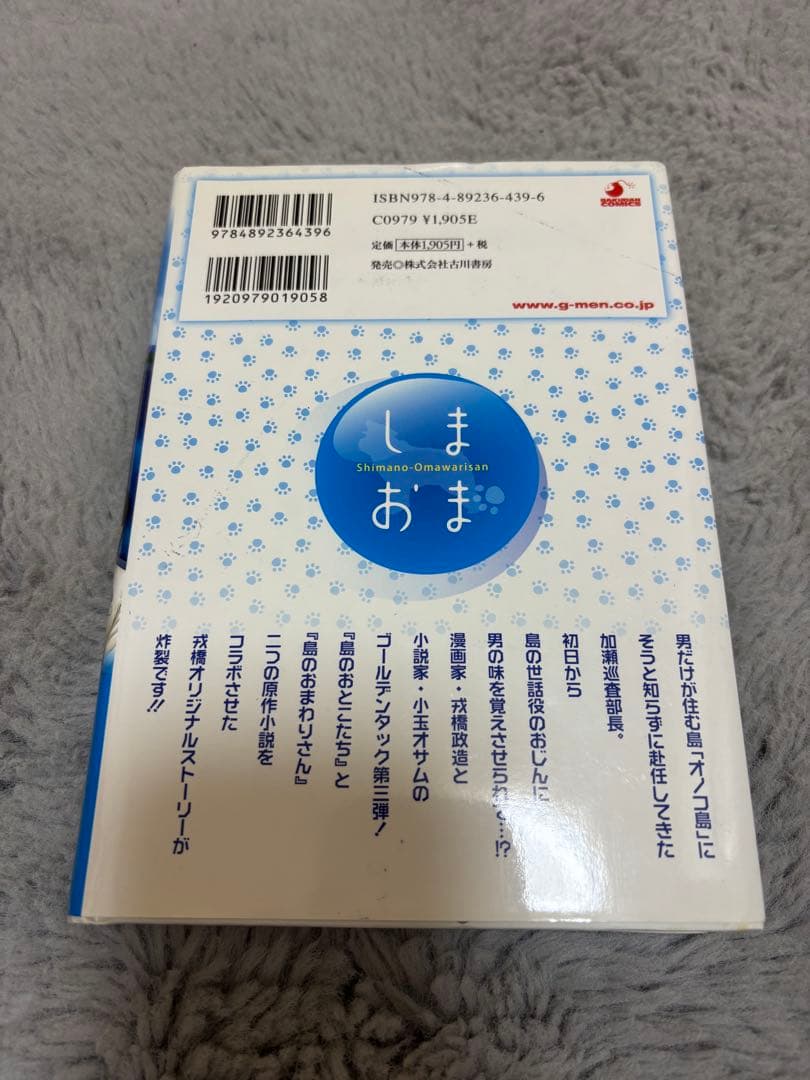 ISBN978-4-89236-439-6
C0979 ¥1,905E
定価 本体1,905円 +税
発売◎株式会社古川書房
9784892364396
1920979019058
BAKUDAN COMICS
www.g-men.co.jp
しま
Shimano-Omawarisan
おま
男だけが住む島「オノコ島」に
そうと知らずに赴任してきた
加瀬巡査部長。
初日から
島の世話役のおじんに
男の味を覚えさせられて…!?
漫画家・戎橋政造と
小説家・小玉オサムの
ゴールデンタック第三弾!
『島のおとこたち』と
『島のおまわりさん』
二つの原作小説を
コラボさせた
戎橋オリジナルストーリーが
炸裂です!!